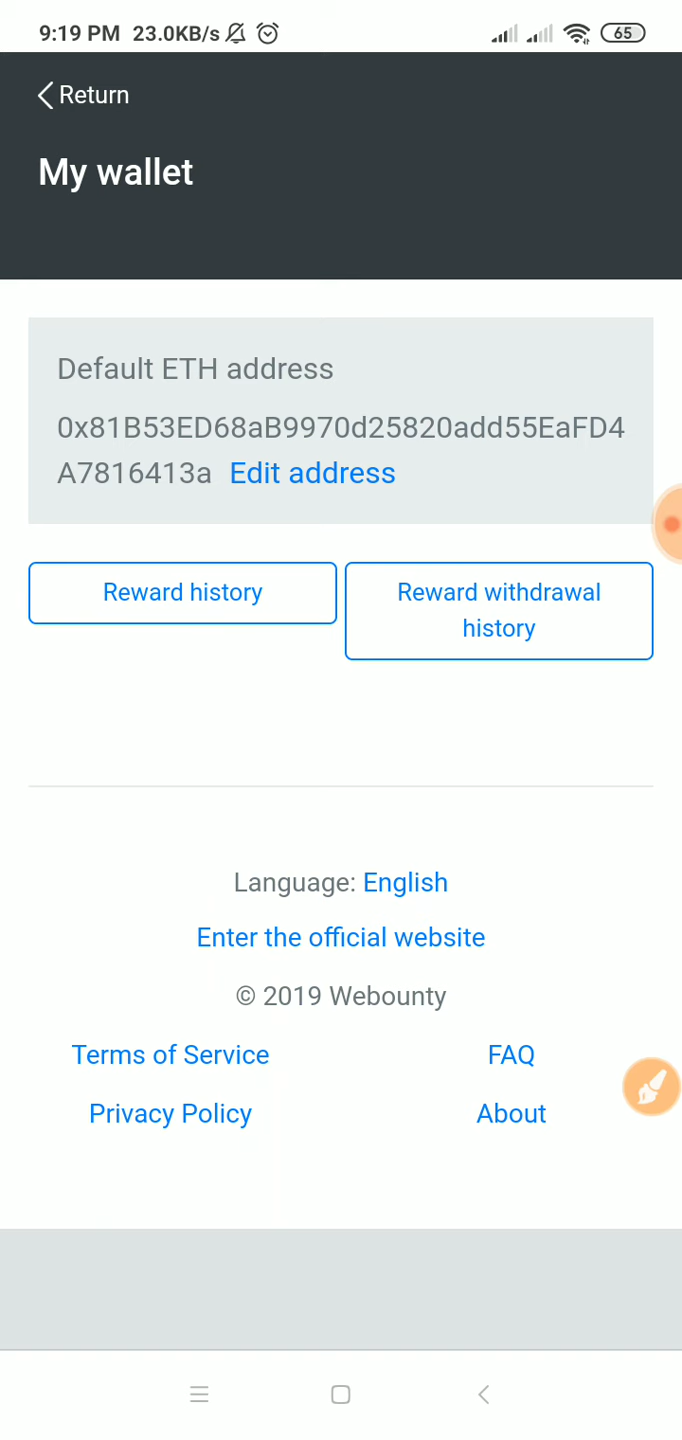 9:19 PM 23.0KB/s 65
Return
My wallet
Default ETH address
0x81B53ED68aB9970d25820add55EaFD4
A7816413a Edit address
Reward history
Reward withdrawal
history
Language: English
Enter the official website
© 2019 Webounty
Terms of Service FAQ
Privacy Policy About